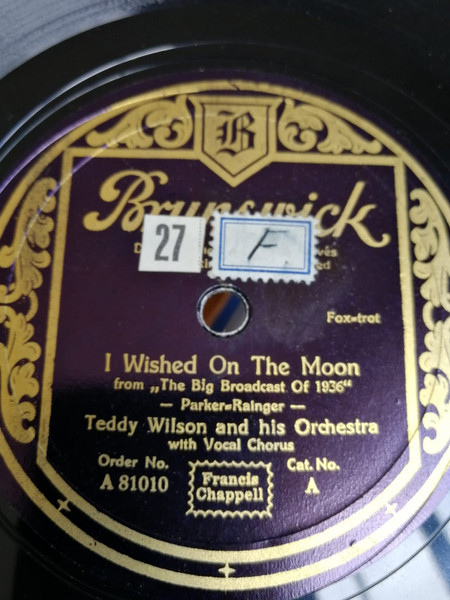 B
Brunswick
27
F.
Fox-trot
I Wished On The Moon
from „The Big Broadcast Of 1936“
— Parker-Rainger —
Teddy Wilson and his Orchestra
with Vocal Chorus
Order No.
A 81010
Francis
Chappell
Cat. No.
A